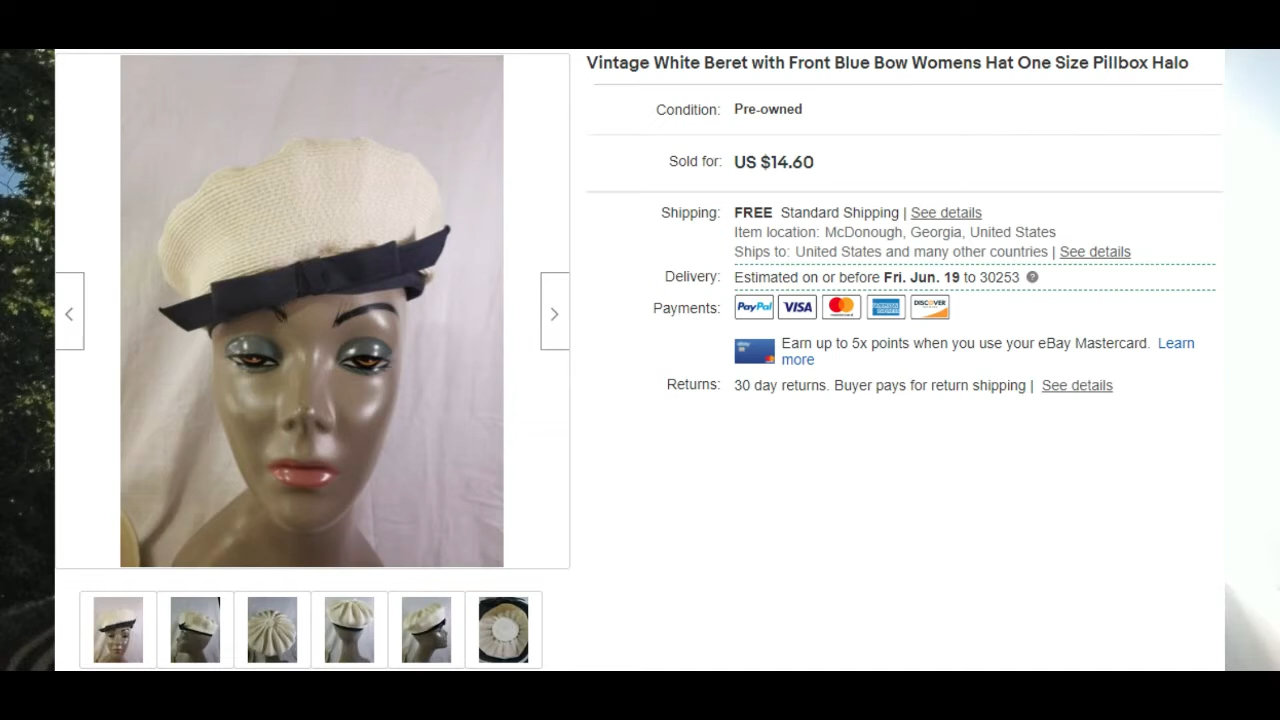 Vintage White Beret with Front Blue Bow Womens Hat One Size Pillbox Halo
Condition: Pre-owned
Sold for: US $14.60
Shipping: FREE Standard Shipping | See details
Item location: McDonough, Georgia, United States
Ships to: United States and many other countries | See details
Delivery: Estimated on or before Fri. Jun. 19 to 30253 ?
Payments: PayPal VISA DISCOVER
Earn up to 5x points when you use your eBay Mastercard. Learn
more
Returns: 30 day returns. Buyer pays for return shipping | See details